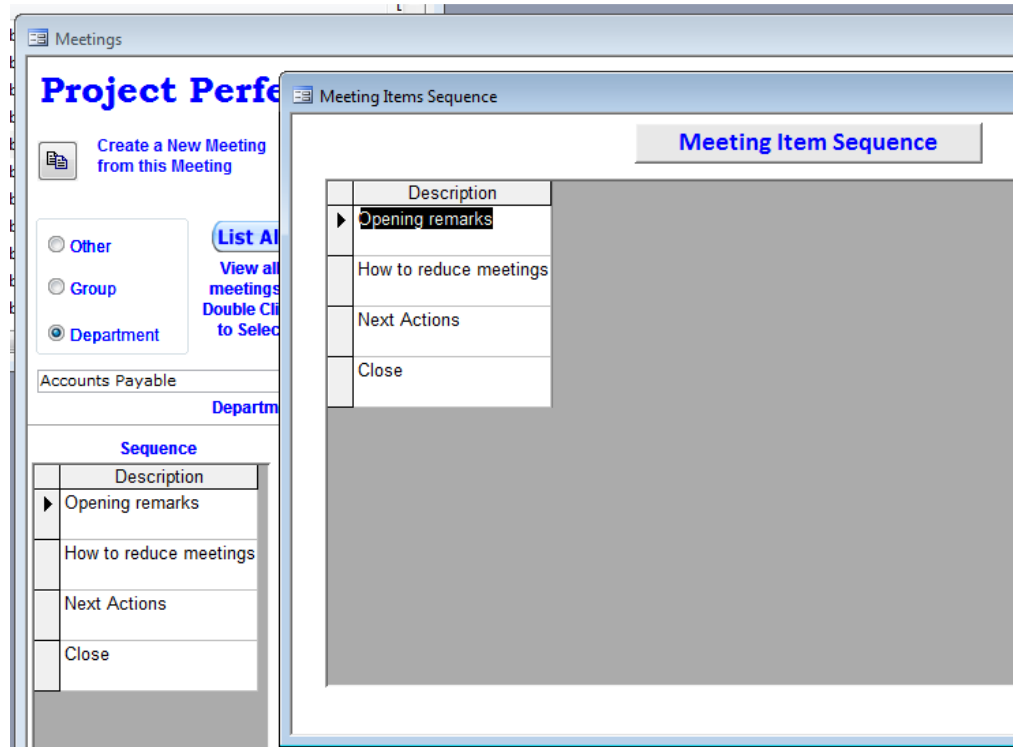 Meetings
Project Perfe
Create a New Meeting
from this Meeting
Other
Group
Department
List Al
View all
meetings
Double Cli
to Selec
Accounts Payable
Departm
Sequence
Description
Opening remarks
How to reduce meetings
Next Actions
Close
Meeting Items Sequence
Meeting Item Sequence
Description
Opening remarks
How to reduce meetings
Next Actions
Close